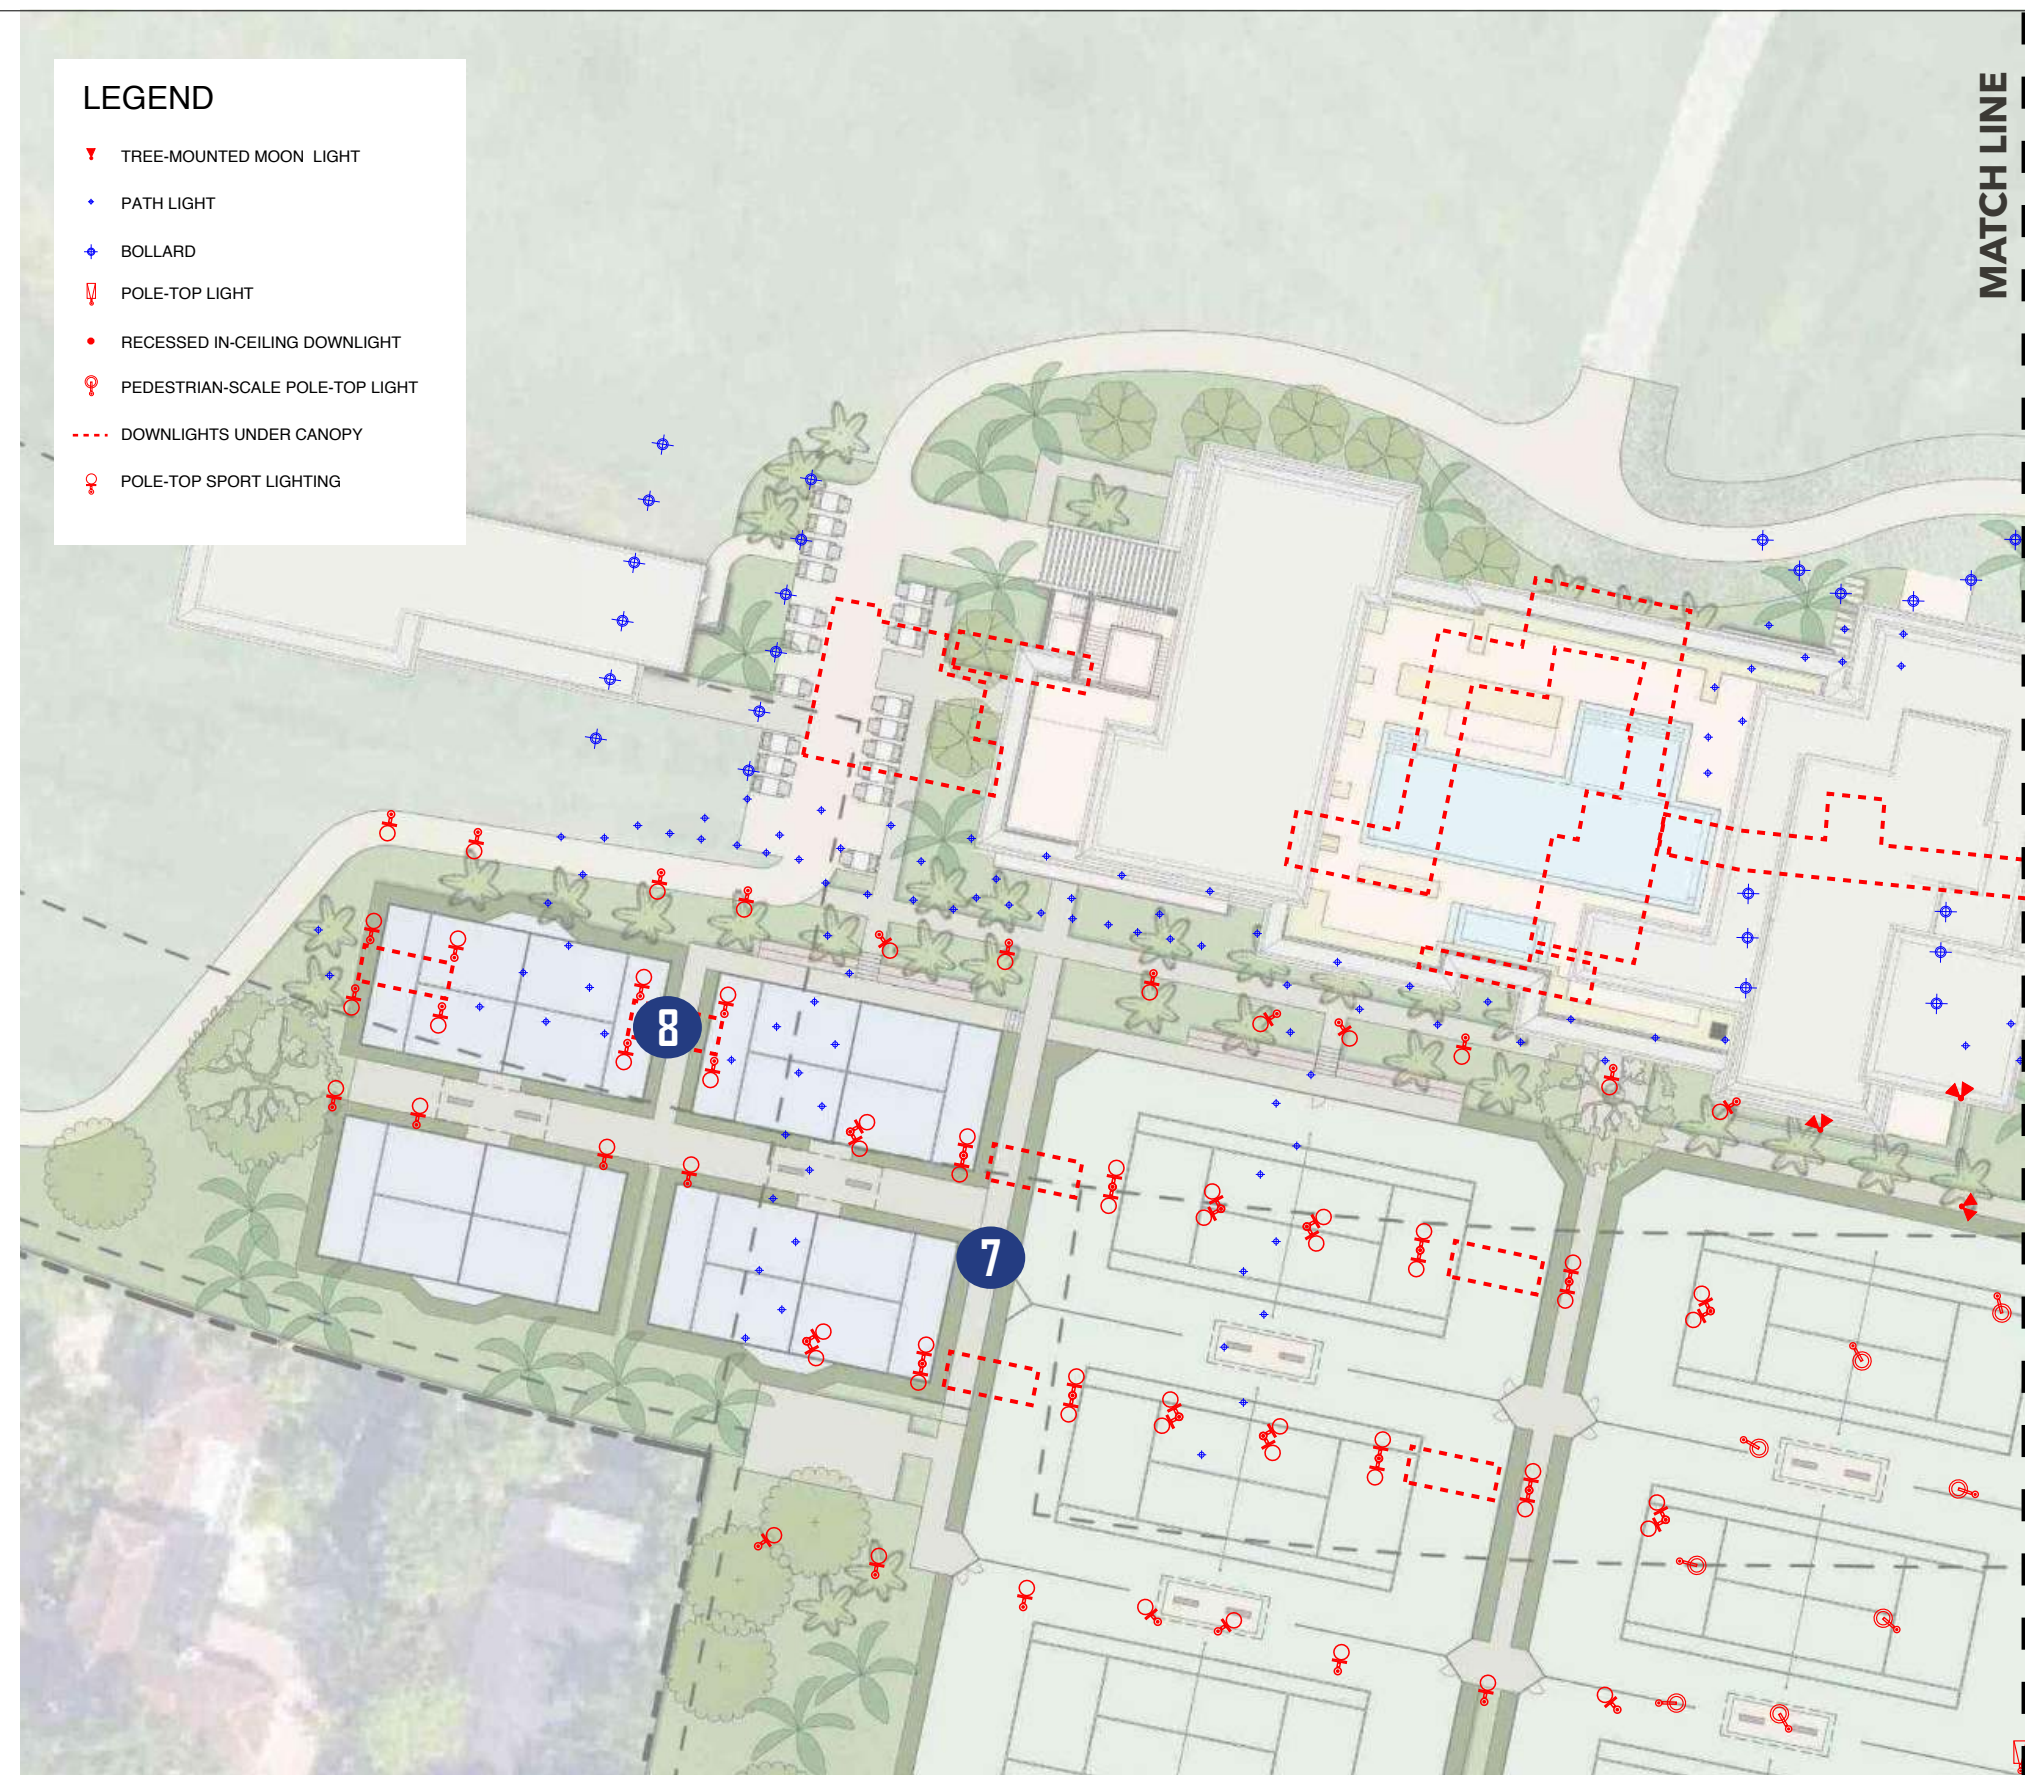 LEGEND
TREE-MOUNTED MOON LIGHT
PATH LIGHT
BOLLARD
POLE-TOP LIGHT
RECESSED IN-CEILING DOWNLIGHT
PEDESTRIAN-SCALE POLE-TOP LIGHT
DOWNLIGHTS UNDER CANOPY
POLE-TOP SPORT LIGHTING
MATCH LINE
8
7